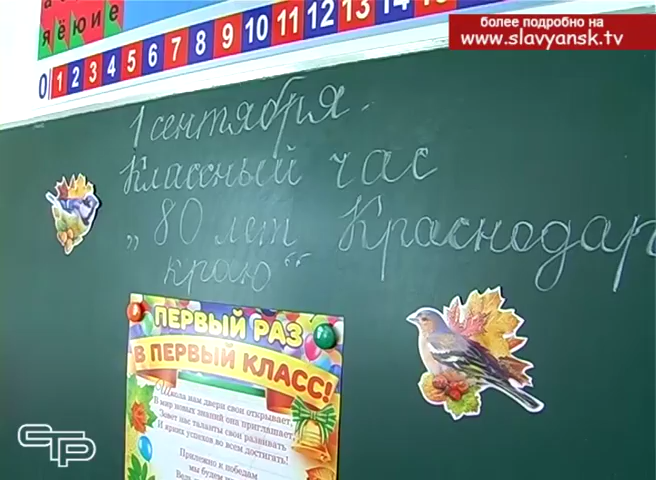 более подробно на
www.slavyansk.tv
я ё ю и е
0 1 2 3 4 5 6 7 8 9 10 11 12 13 14
1 сентября.
Классный час
„80 лет Краснодар
краю“
ПЕРВЫЙ РАЗ
В ПЕРВЫЙ КЛАСС!
Школа нам двери свои открывает,
В мир новых знаний она приглашает,
Зовет нас таланты свои развивать
И ярких успехов во всем достигать!
Прилежно к победам
мы будем
СТР